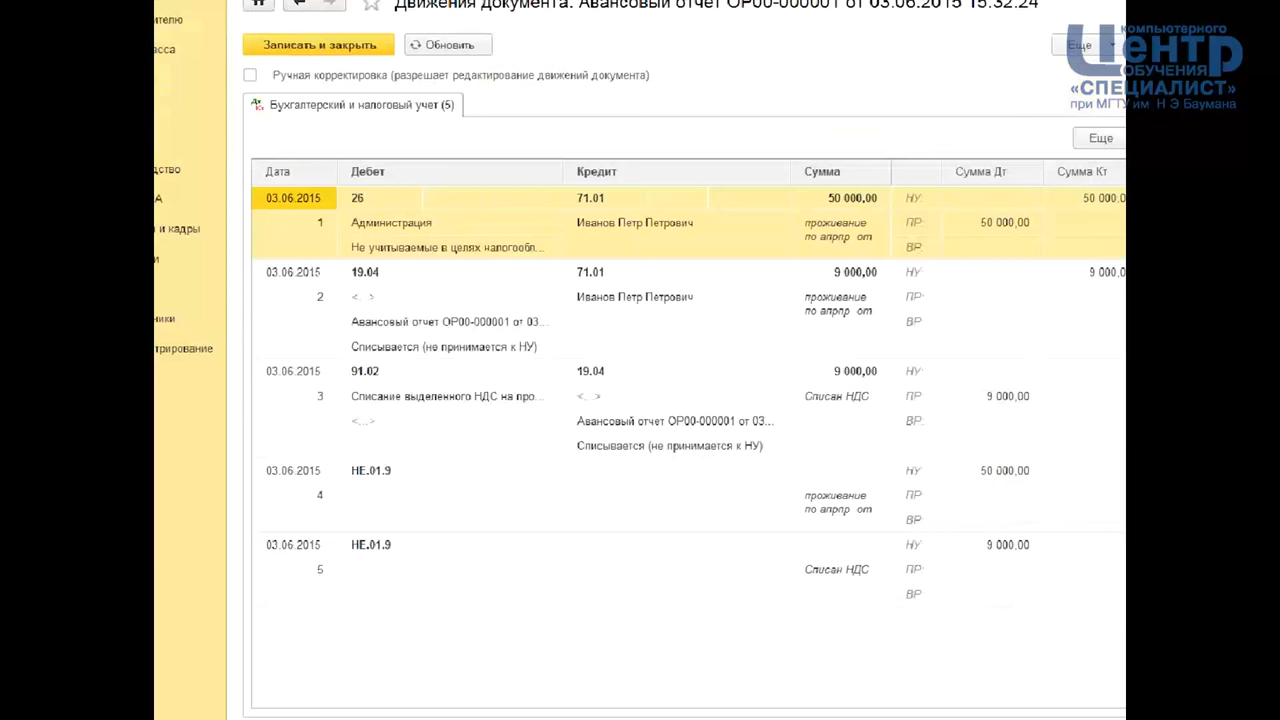 Движения документа: Авансовый отчет ОР00-000001 от 03.06.2015 15:32:24
Записать и закрыть
Обновить
Еще
Ручная корректировка (разрешает редактирование движений документа)
Бухгалтерский и налоговый учет (5)
Еще
Дата Дебет Кредит Сумма Сумма Дт Сумма Кт
03.06.2015 26 71.01 50 000,00 НУ: 50 000,0
1 Администрация Иванов Петр Петрович проживание ПР: 50 000,00
по апрпр от
Не учитываемые в целях налогообл... ВР:
03.06.2015 19.04 71.01 9 000,00 НУ: 9 000,0
2 <...> Иванов Петр Петрович проживание ПР:
по апрпр от
Авансовый отчет ОР00-000001 от 03... ВР:
Списывается (не принимается к НУ)
03.06.2015 91.02 19.04 9 000,00 НУ:
3 Списание выделенного НДС на про... <...> Списан НДС ПР: 9 000,00
<...> Авансовый отчет ОР00-000001 от 03... ВР:
Списывается (не принимается к НУ)
03.06.2015 НЕ.01.9 НУ: 50 000,00
4 проживание ПР:
по апрпр от
ВР:
03.06.2015 НЕ.01.9 НУ: 9 000,00
5 Списан НДС ПР:
ВР:
ителю
асса
дство
А
и кадры
и
ники
трирование
компьютерного
Центр
ОБУЧЕНИЯ
«СПЕЦИАЛИСТ»
при МГТУ им. Н.Э.Баумана